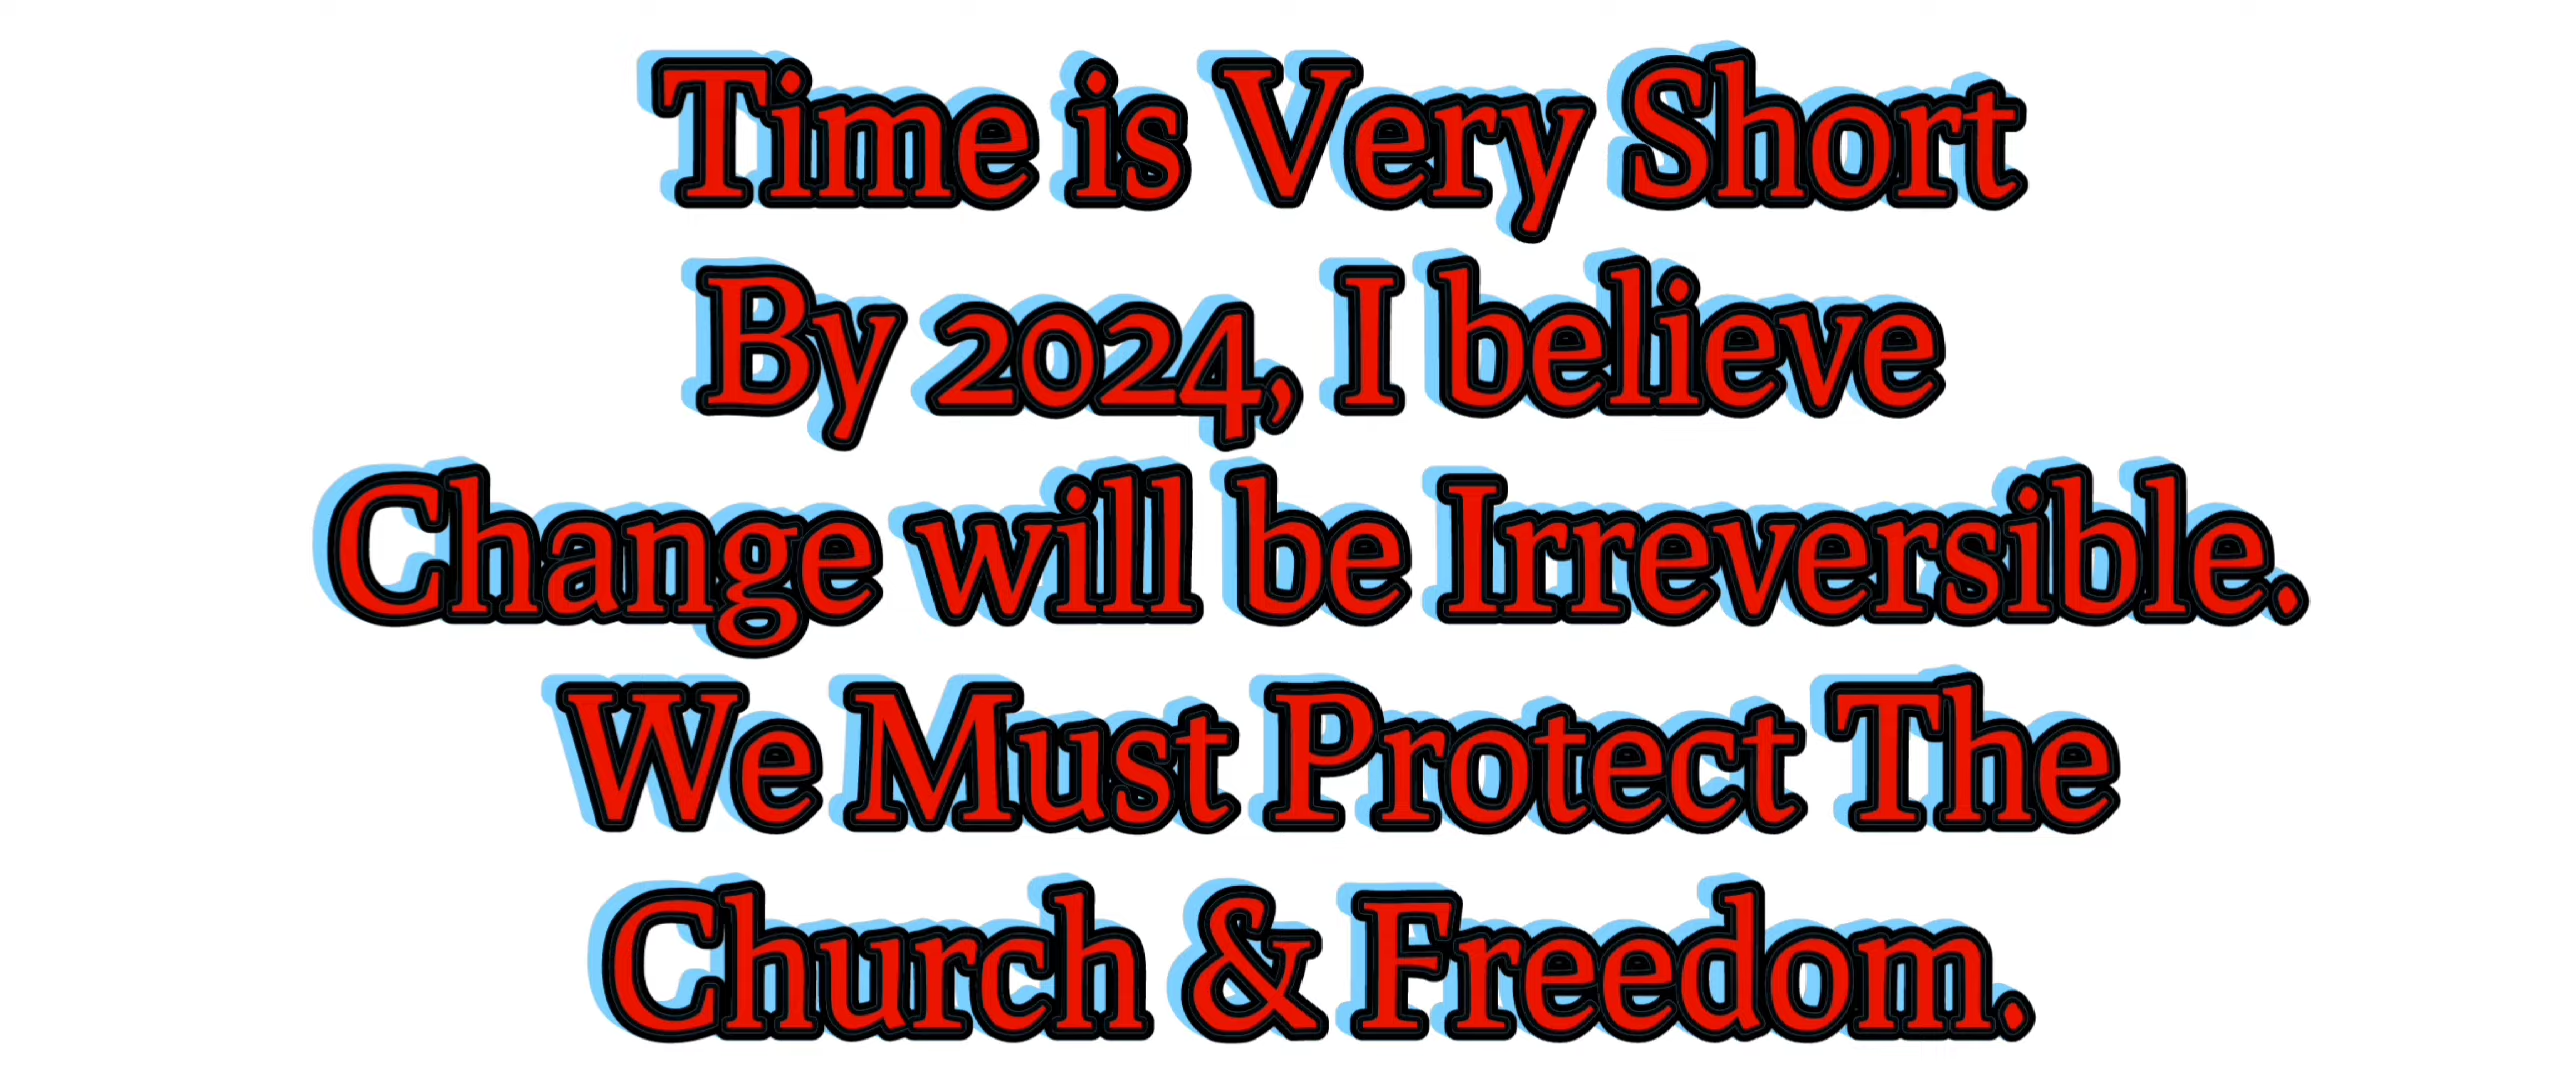 Time is Very Short
By 2024, I believe
Change will be Irreversible.
We Must Protect The
Church & Freedom.